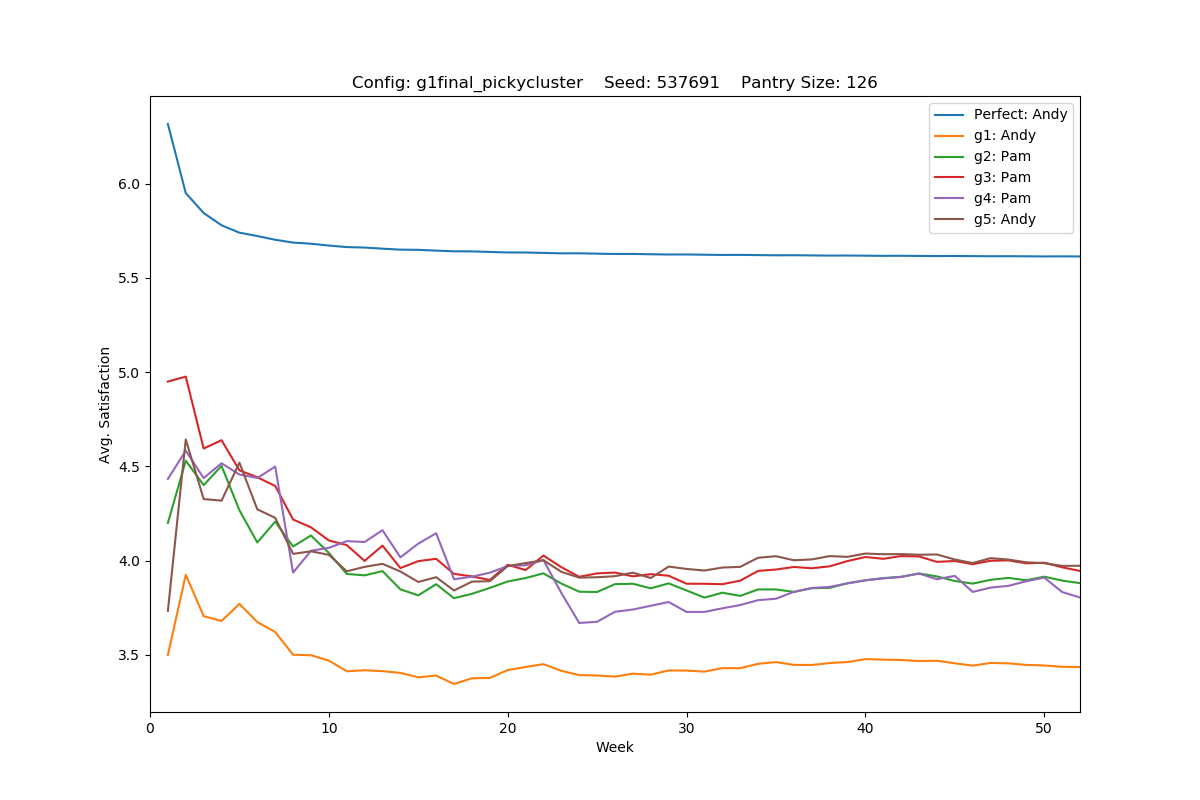 Config: g1final_pickycluster    Seed: 537691    Pantry Size: 126
Perfect: Andy
g1: Andy
g2: Pam
g3: Pam
g4: Pam
g5: Andy
Avg. Satisfaction
6.0
5.5
5.0
4.5
4.0
3.5
0 10 20 30 40 50
Week